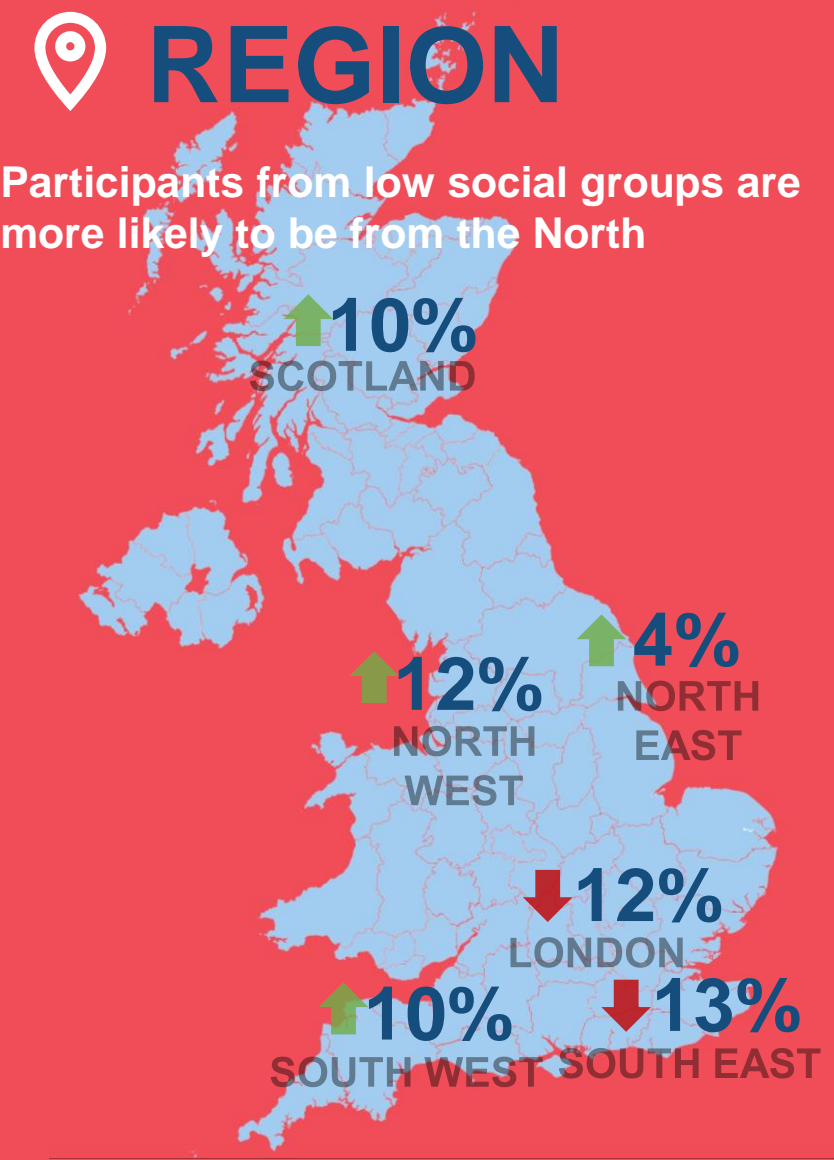 REGION
Participants from low social groups are
more likely to be from the North
10%
SCOTLAND
4%
NORTH
EAST
12%
NORTH
WEST
12%
LONDON
10%
SOUTH WEST
13%
SOUTH EAST